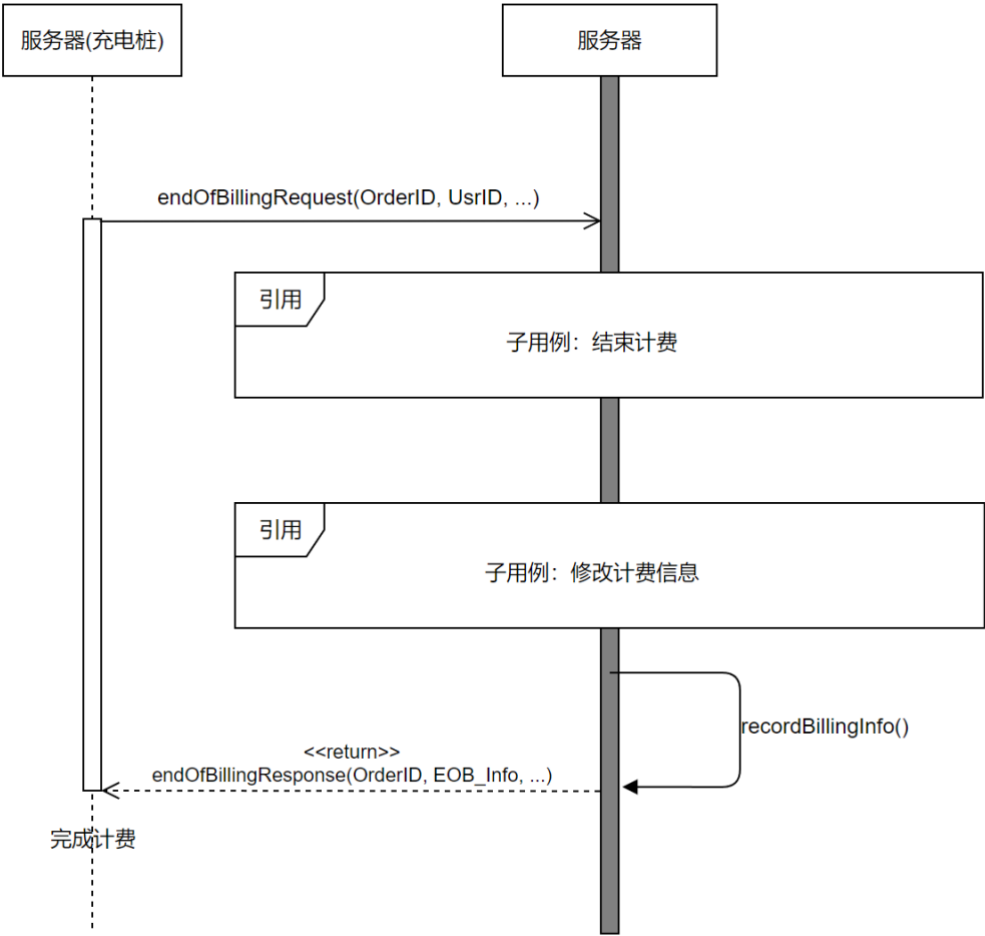 服务器(充电桩)
服务器
endOfBillingRequest(OrderID, UsrID, ...)
引用
子用例：结束计费
引用
子用例：修改计费信息
recordBillingInfo()
<<return>>
endOfBillingResponse(OrderID, EOB_Info, ...)
完成计费